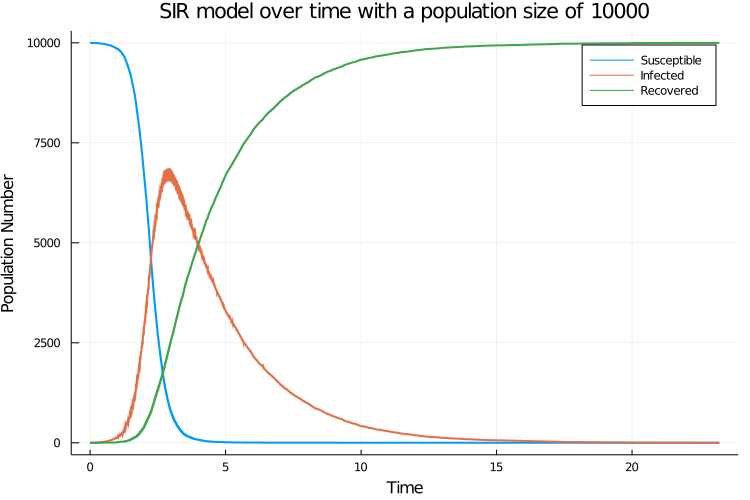 SIR model over time with a population size of 10000
10000
7500
5000
2500
0
Population Number
Susceptible
Infected
Recovered
0 5 10 15 20
Time